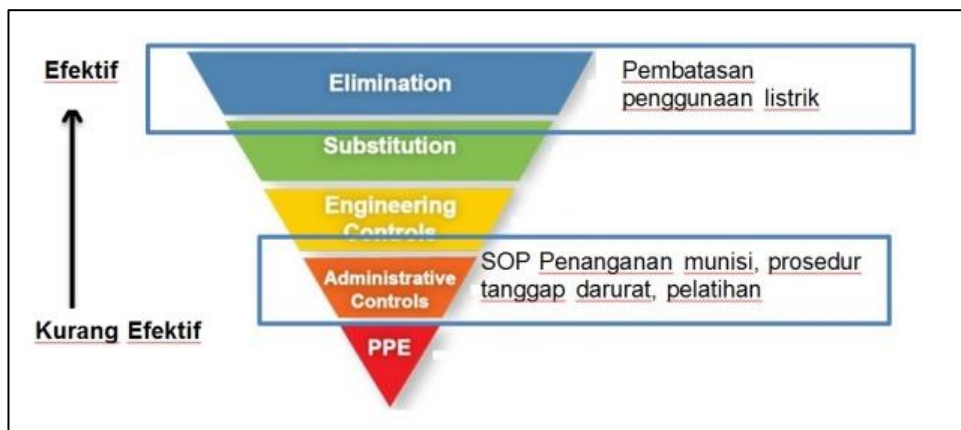 Efektif
Elimination
Pembatasan
penggunaan listrik
Substitution
Engineering
Controls
Administrative
Controls
SOP Penanganan munisi, prosedur
tanggap darurat, pelatihan
Kurang Efektif
PPE